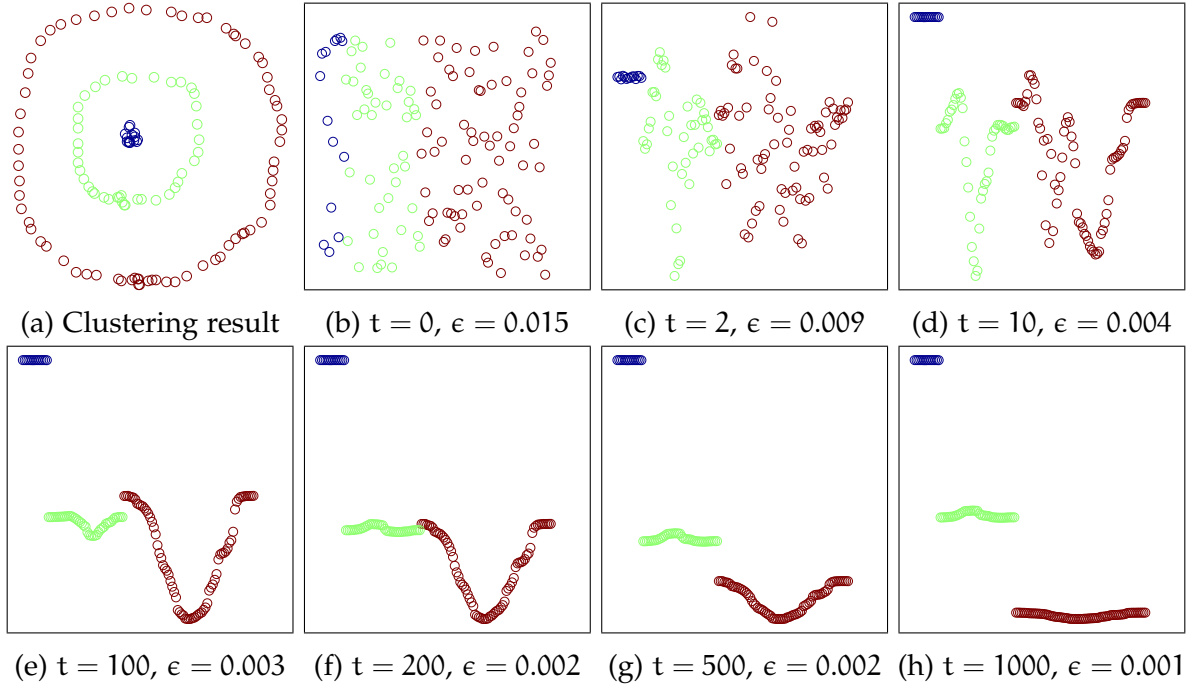 (a) Clustering result
(b) t = 0, ϵ = 0.015
(c) t = 2, ϵ = 0.009
(d) t = 10, ϵ = 0.004
(e) t = 100, ϵ = 0.003
(f) t = 200, ϵ = 0.002
(g) t = 500, ϵ = 0.002
(h) t = 1000, ϵ = 0.001